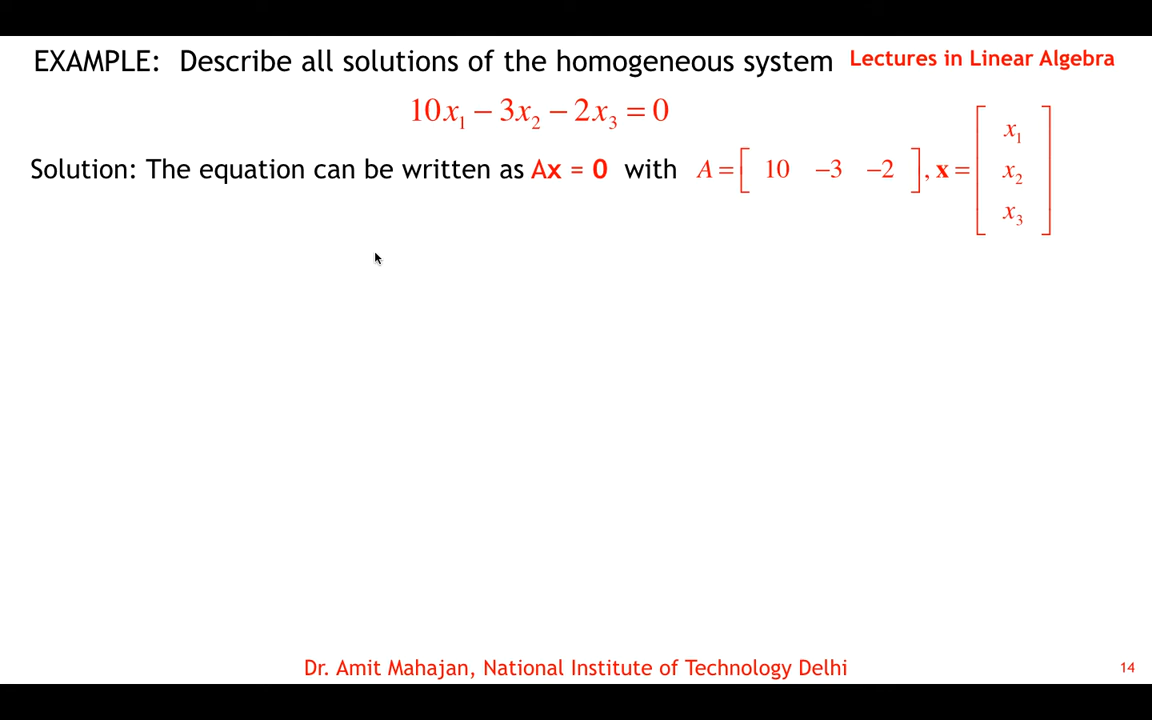 EXAMPLE: Describe all solutions of the homogeneous system
Lectures in Linear Algebra
10x₁ − 3x₂ − 2x₃ = 0
Solution: The equation can be written as Ax = 0 with A = [ 10 −3 −2 ], x = [ x₁
x₂
x₃ ]
Dr. Amit Mahajan, National Institute of Technology Delhi
14